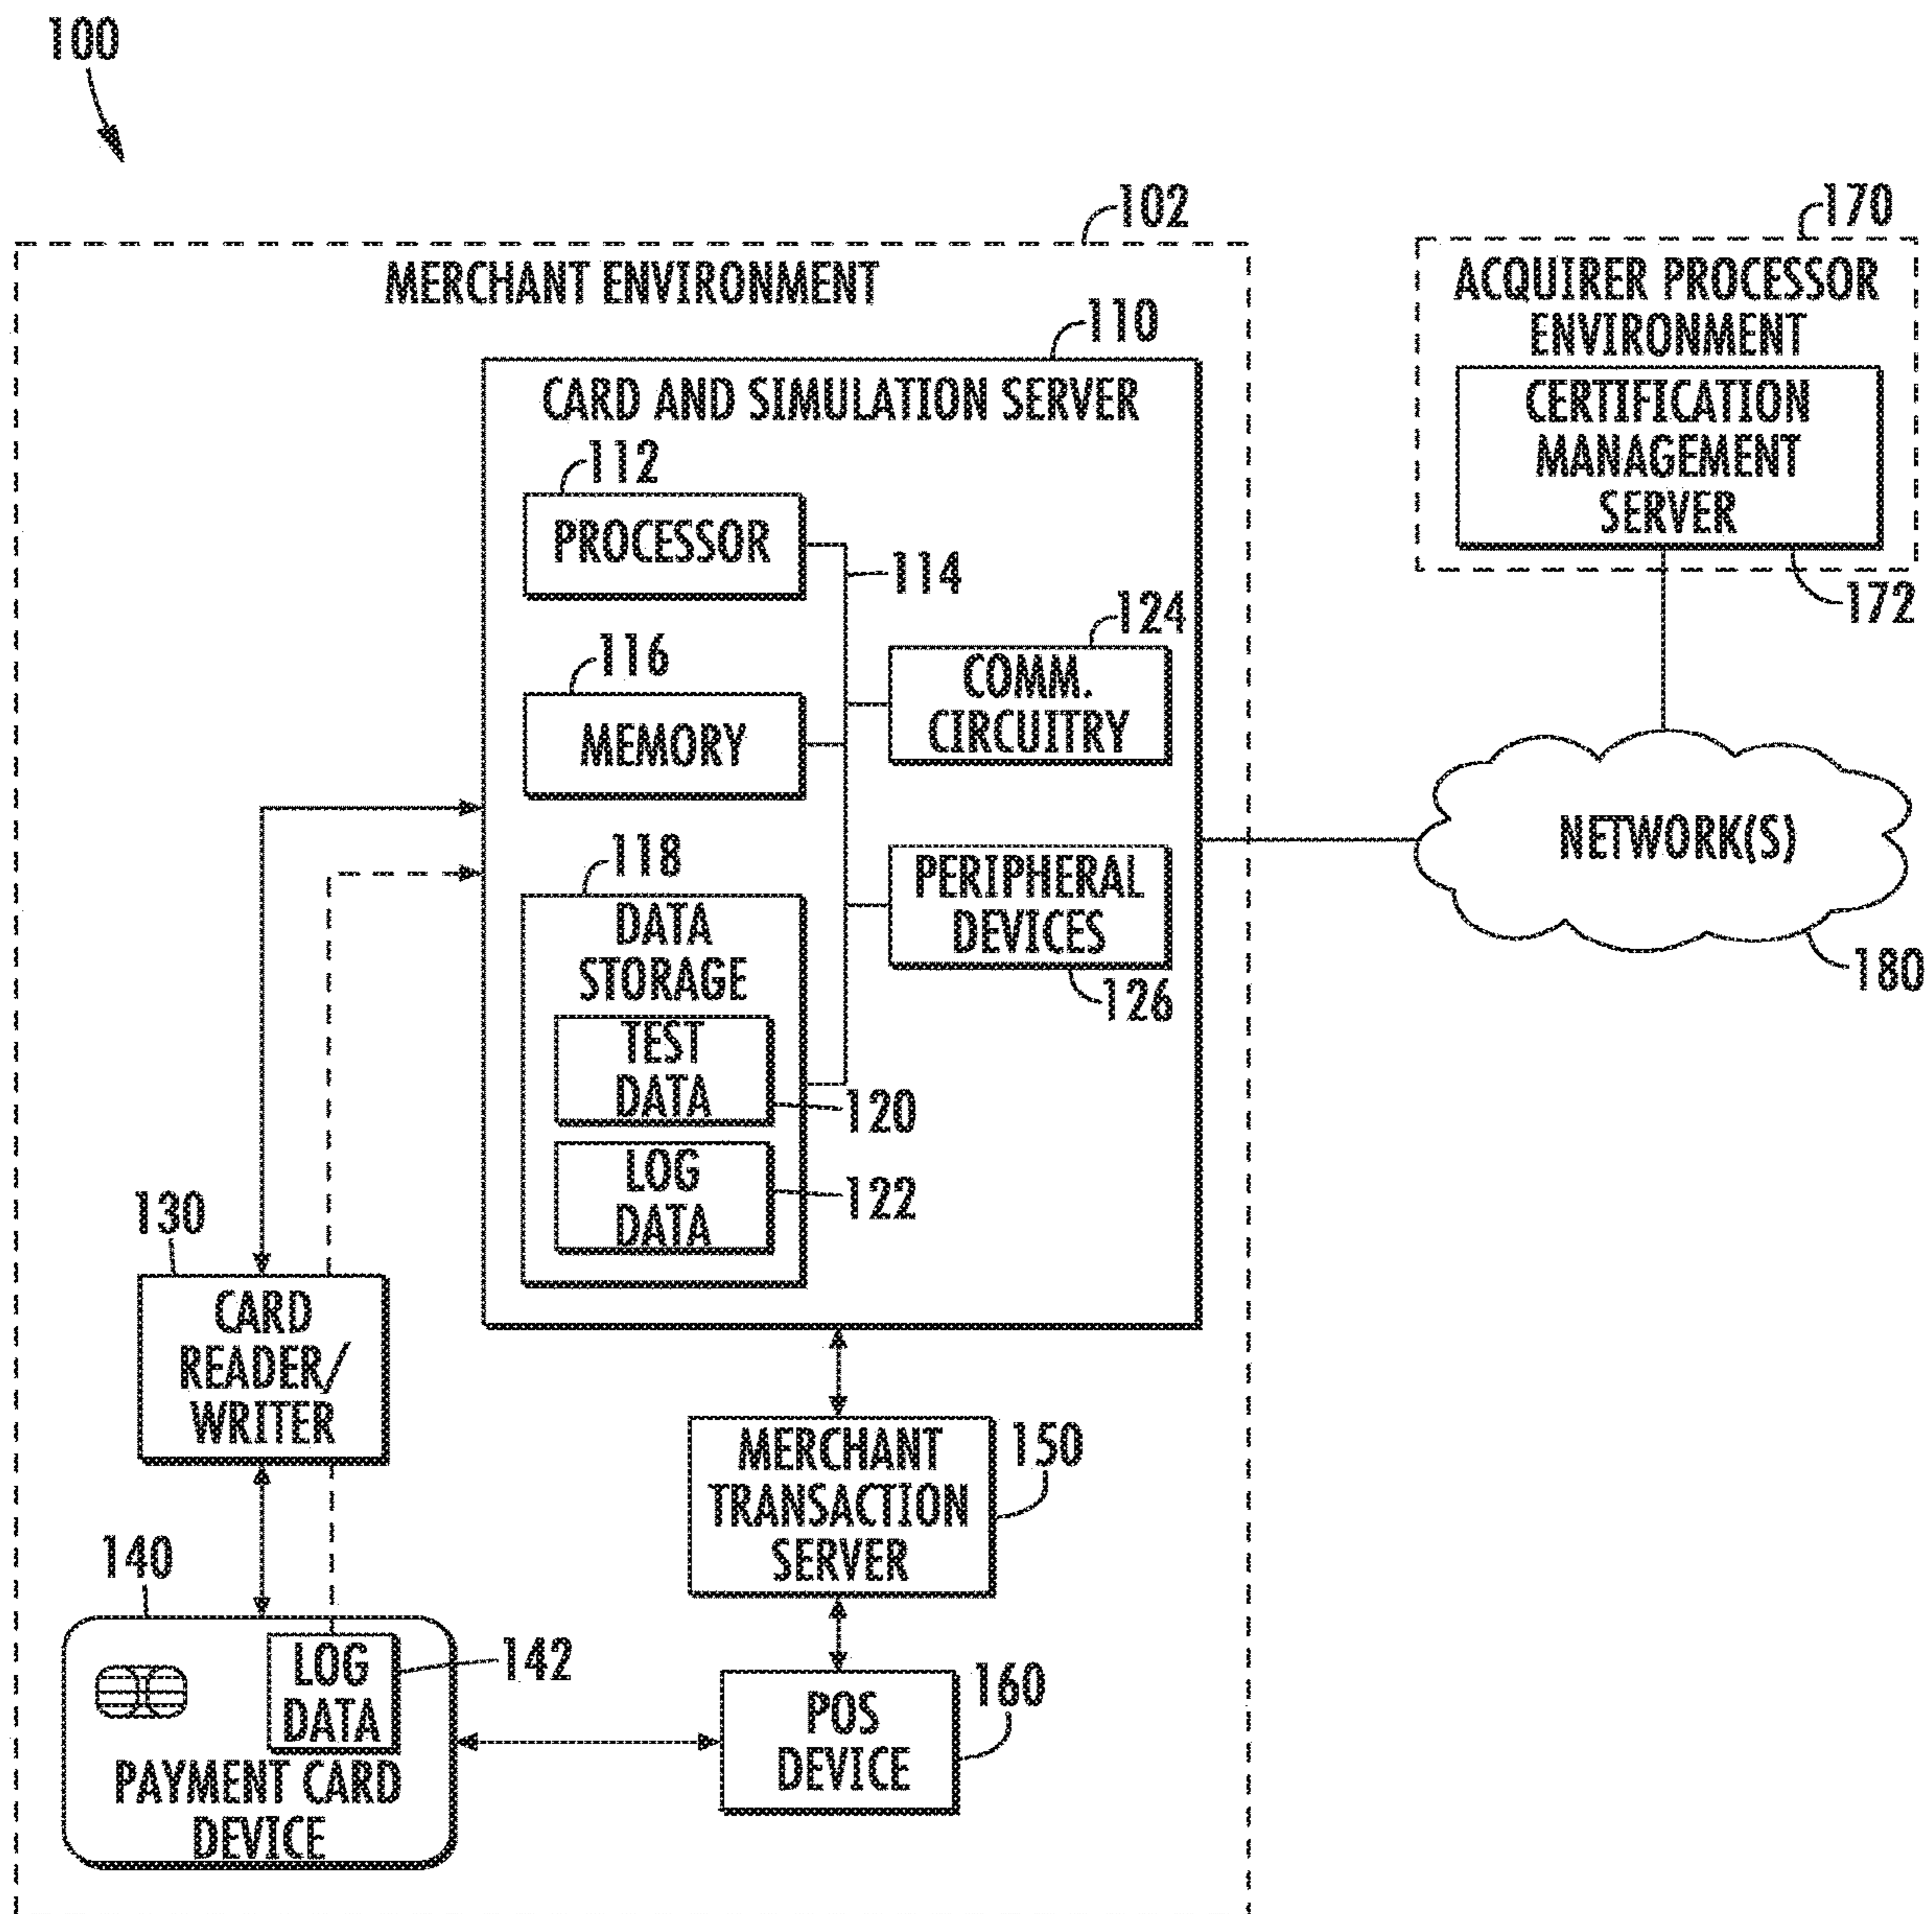 100
102
170
MERCHANT ENVIRONMENT
ACQUIRER PROCESSOR
ENVIRONMENT
CERTIFICATION
MANAGEMENT
SERVER
172
110
CARD AND SIMULATION SERVER
112
PROCESSOR
114
124
COMM.
CIRCUITRY
116
MEMORY
NETWORK(S)
180
118
DATA
STORAGE
PERIPHERAL
DEVICES
126
TEST
DATA
120
LOG
DATA
122
130
CARD
READER/
WRITER
MERCHANT
TRANSACTION
SERVER
150
140
LOG
DATA
142
PAYMENT CARD
DEVICE
POS
DEVICE
160